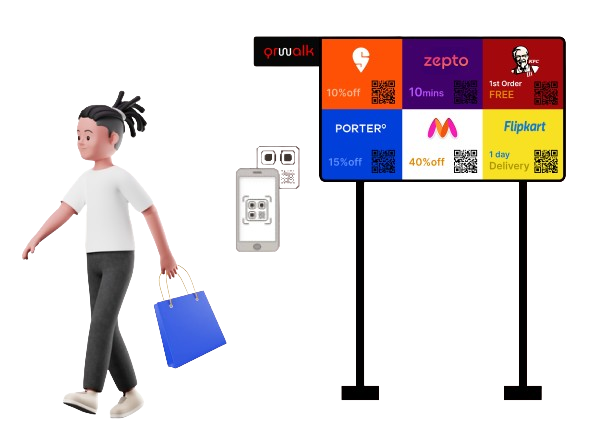 qrwalk
10%off
zepto
10mins
KFC
1st Order
FREE
PORTER
15%off
40%off
Flipkart
1 day
Delivery